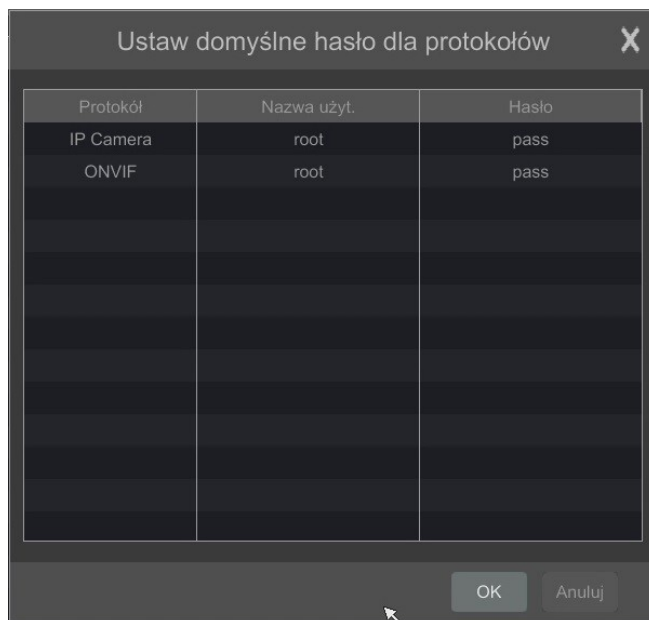 Ustaw domyślne hasło dla protokołów X
Protokół Nazwa użyt. Hasło
IP Camera root pass
ONVIF root pass
OK Anuluj